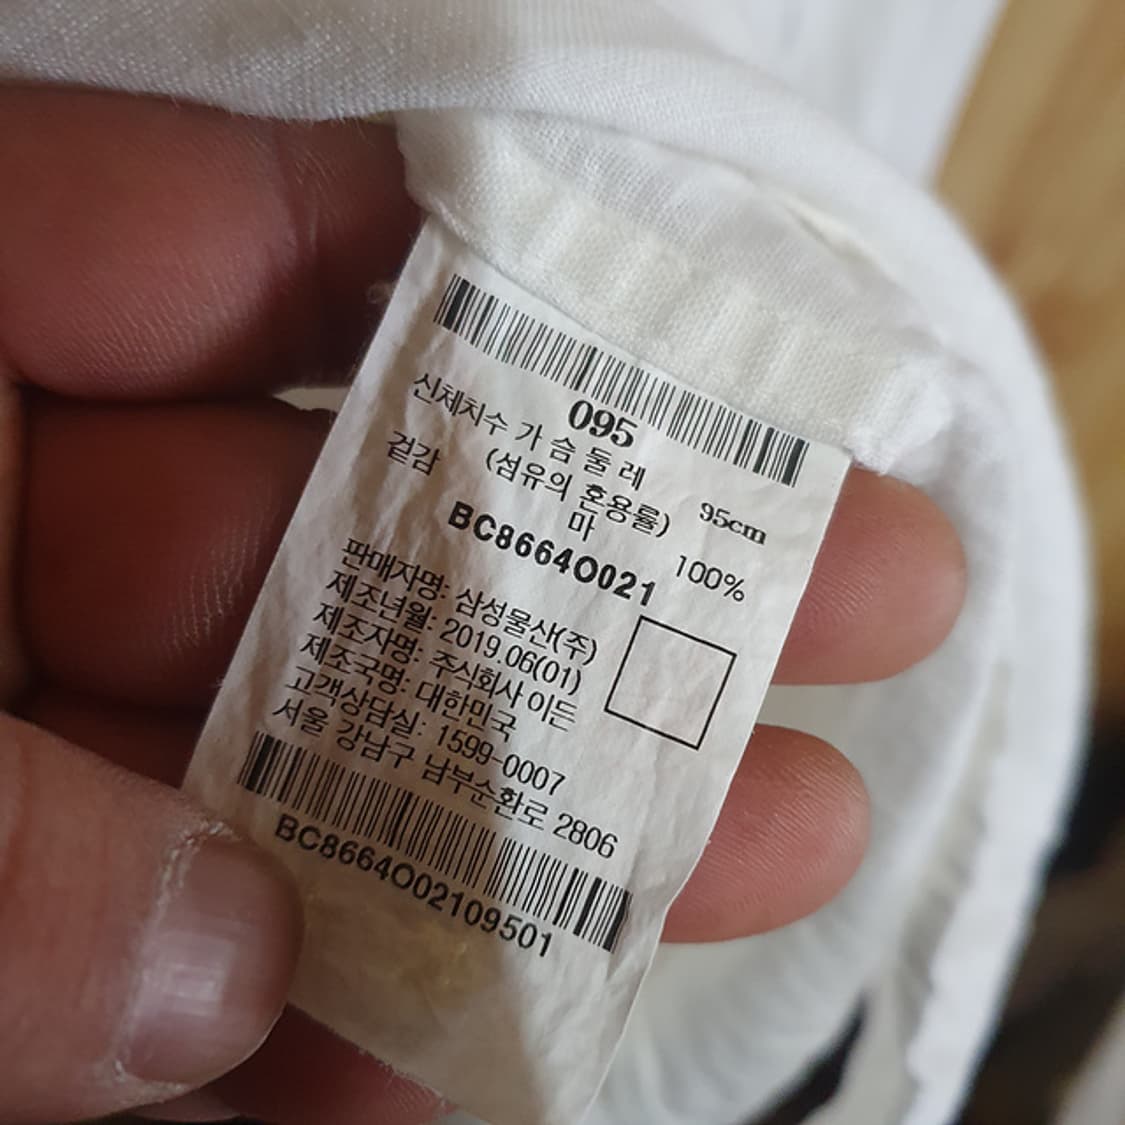 095
신체치수 가 슴 둘 레 95cm
(섬유의 혼용률)
겉감 마 100%
BC8664O021
판매자명: 삼성물산(주)
제조년월: 2019.06(01)
제조자명: 주식회사 이든
제조국명: 대한민국
고객상담실: 1599-0007
서울 강남구 남부순환로 2806
BC8664O02109501